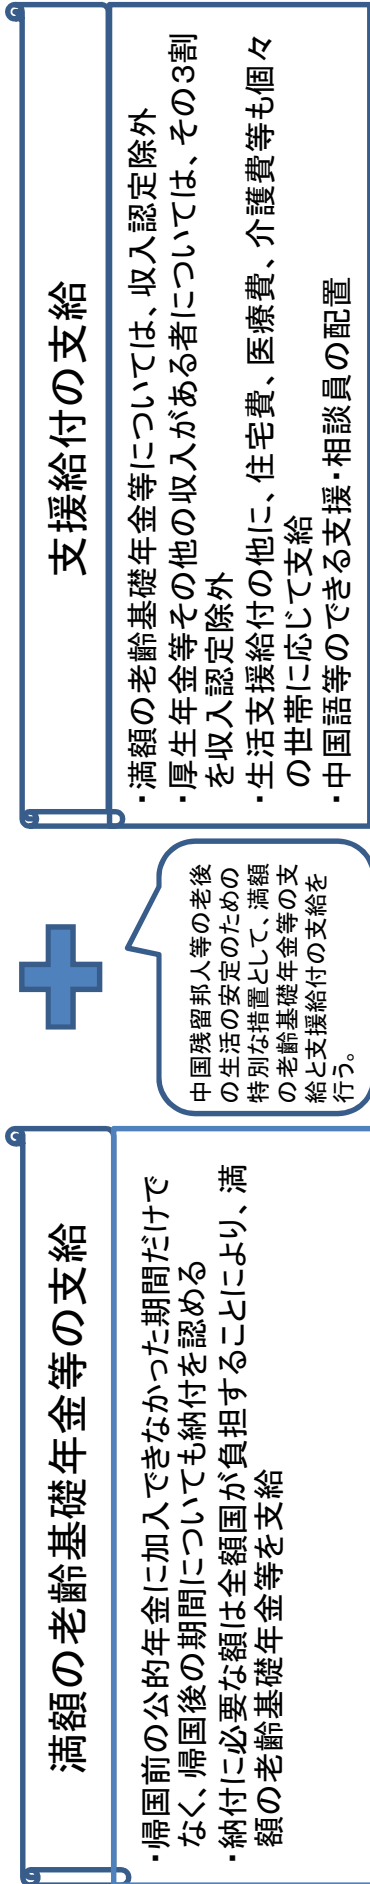 満額の老齢基礎年金等の支給
・帰国前の公的年金に加入できなかった期間だけで
なく、帰国後の期間についても納付を認める
・納付に必要な額は全額国が負担することにより、満
額の老齢基礎年金等を支給
中国残留邦人等の老後
の生活の安定のための
特別な措置として、満額
の老齢基礎年金等の支
給と支援給付の支給を
行う。
支援給付の支給
・満額の老齢基礎年金等については、収入認定除外
・厚生年金等その他の収入がある者については、その3割
を収入認定除外
・生活支援給付の他に、住宅費、医療費、介護費等も個々
の世帯に応じて支給
・中国語等のできる支援・相談員の配置